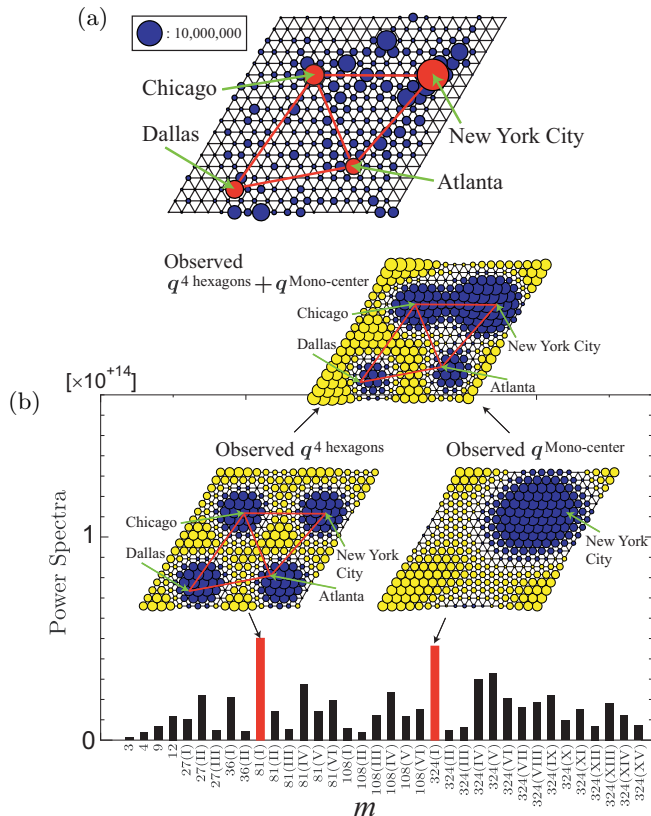 (a)
: 10,000,000
Chicago
Dallas
New York City
Atlanta
Observed
q^4 hexagons + q^Mono-center
Chicago
Dallas
New York City
Atlanta
[×10^+14]
(b)
Observed q^4 hexagons
Observed q^Mono-center
Chicago
Dallas
New York
City
Atlanta
New York
City
Power Spectra
1
0
3
4
9
12
27(I)
27(II)
27(III)
36(I)
36(II)
81(I)
81(II)
81(III)
81(IV)
81(V)
81(VI)
108(I)
108(II)
108(III)
108(IV)
108(V)
108(VI)
324(I)
324(II)
324(III)
324(IV)
324(V)
324(VI)
324(VII)
324(VIII)
324(IX)
324(X)
324(XI)
324(XII)
324(XIII)
324(XIV)
324(XV)
m